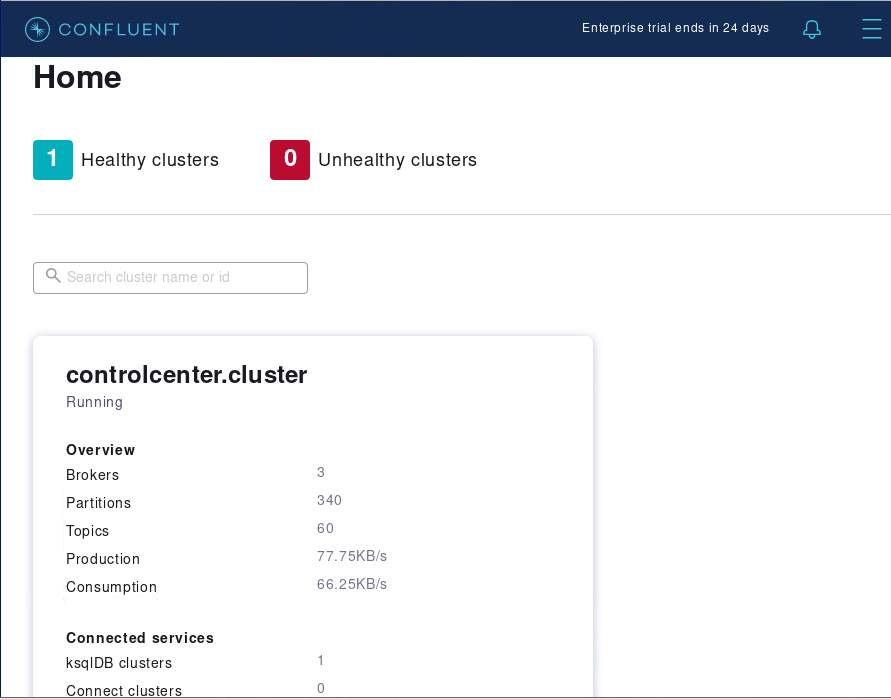 CONFLUENT
Enterprise trial ends in 24 days
Home
1 Healthy clusters
0 Unhealthy clusters
Search cluster name or id
controlcenter.cluster
Running
Overview
Brokers 3
Partitions 340
Topics 60
Production 77.75KB/s
Consumption 66.25KB/s
Connected services
ksqlDB clusters 1
Connect clusters 0